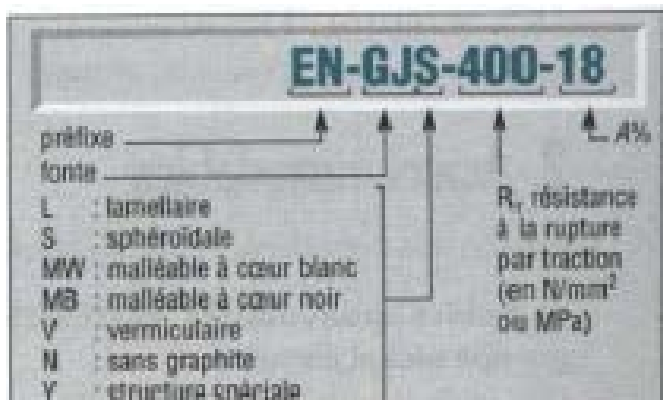 EN-GJS-400-18
préfixe
fonte
A%
L : lamellaire
S : sphéroïdale
MW : malléable à cœur blanc
MB : malléable à cœur noir
V : vermiculaire
N : sans graphite
Y : structure spéciale
Rr résistance
à la rupture
par traction
(en N/mm²
ou MPa)